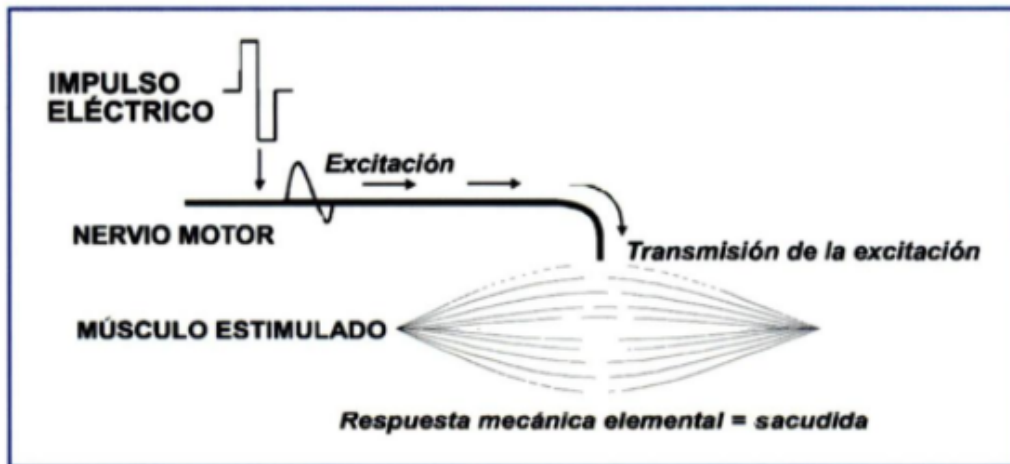 IMPULSO
ELÉCTRICO
Excitación
NERVIO MOTOR
Transmisión de la excitación
MÚSCULO ESTIMULADO
Respuesta mecánica elemental = sacudida